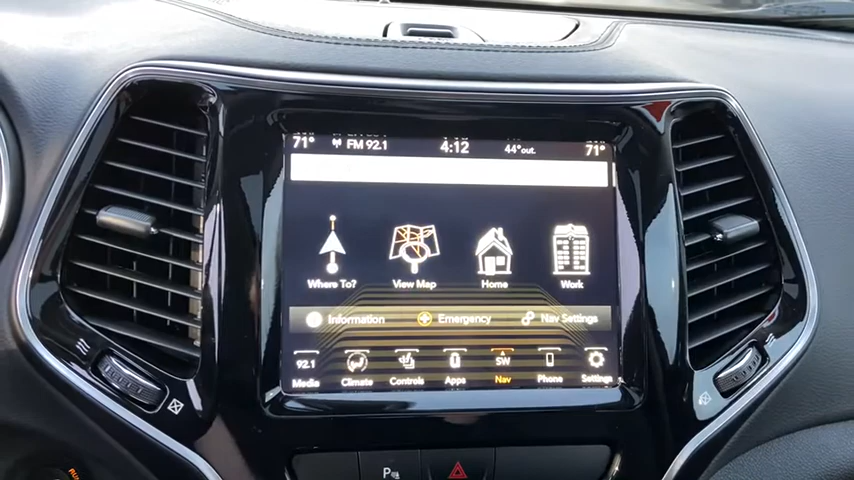 71° FM 92.1 4:12 44°out. 71°
Where To? View Map Home Work
Information Emergency Nav Settings
92.1 SW
Media Climate Controls Apps Nav Phone Settings
P
RUN